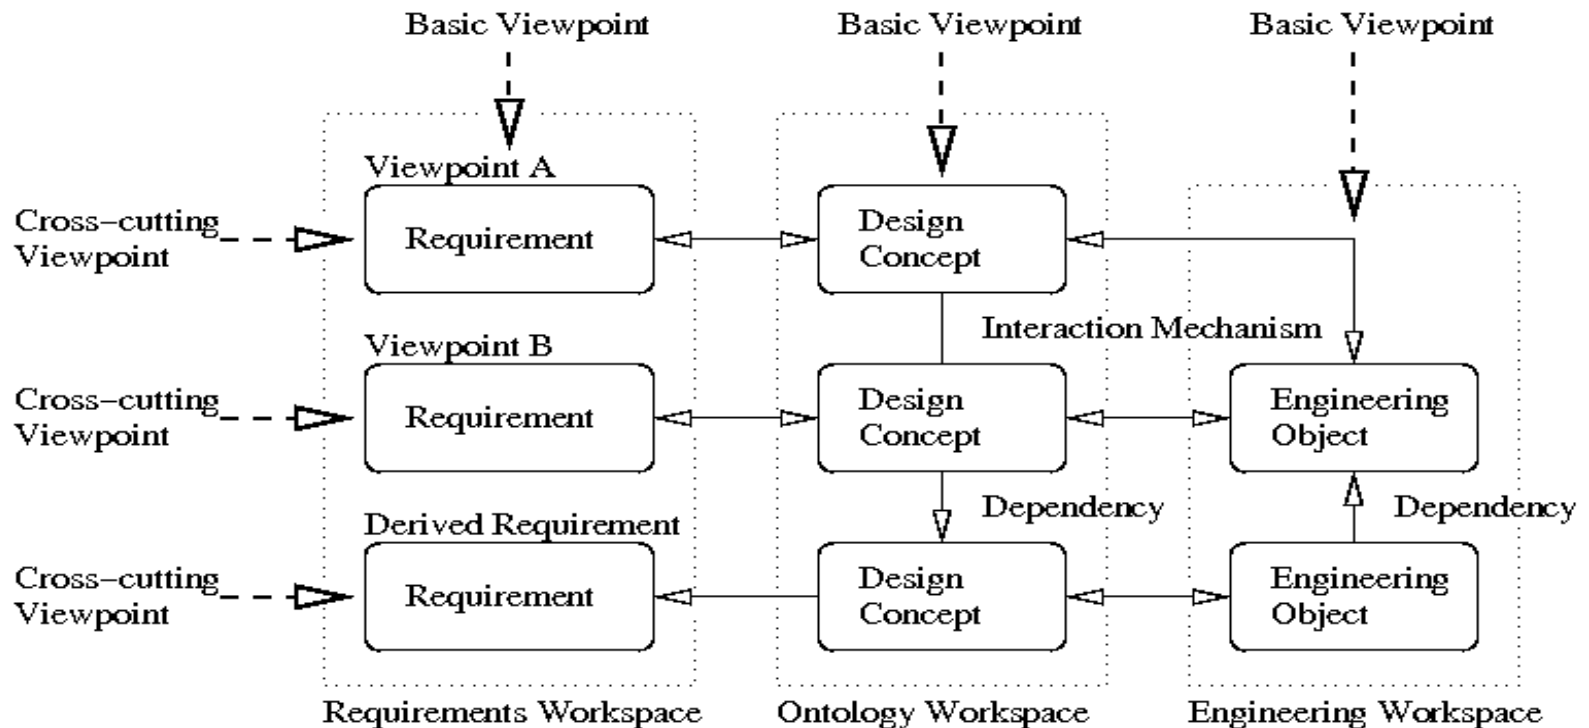 Basic Viewpoint
Basic Viewpoint
Basic Viewpoint
Viewpoint A
Cross-cutting
Viewpoint
Requirement
Design
Concept
Interaction Mechanism
Viewpoint B
Cross-cutting
Viewpoint
Requirement
Design
Concept
Engineering
Object
Dependency
Dependency
Derived Requirement
Cross-cutting
Viewpoint
Requirement
Design
Concept
Engineering
Object
Requirements Workspace
Ontology Workspace
Engineering Workspace